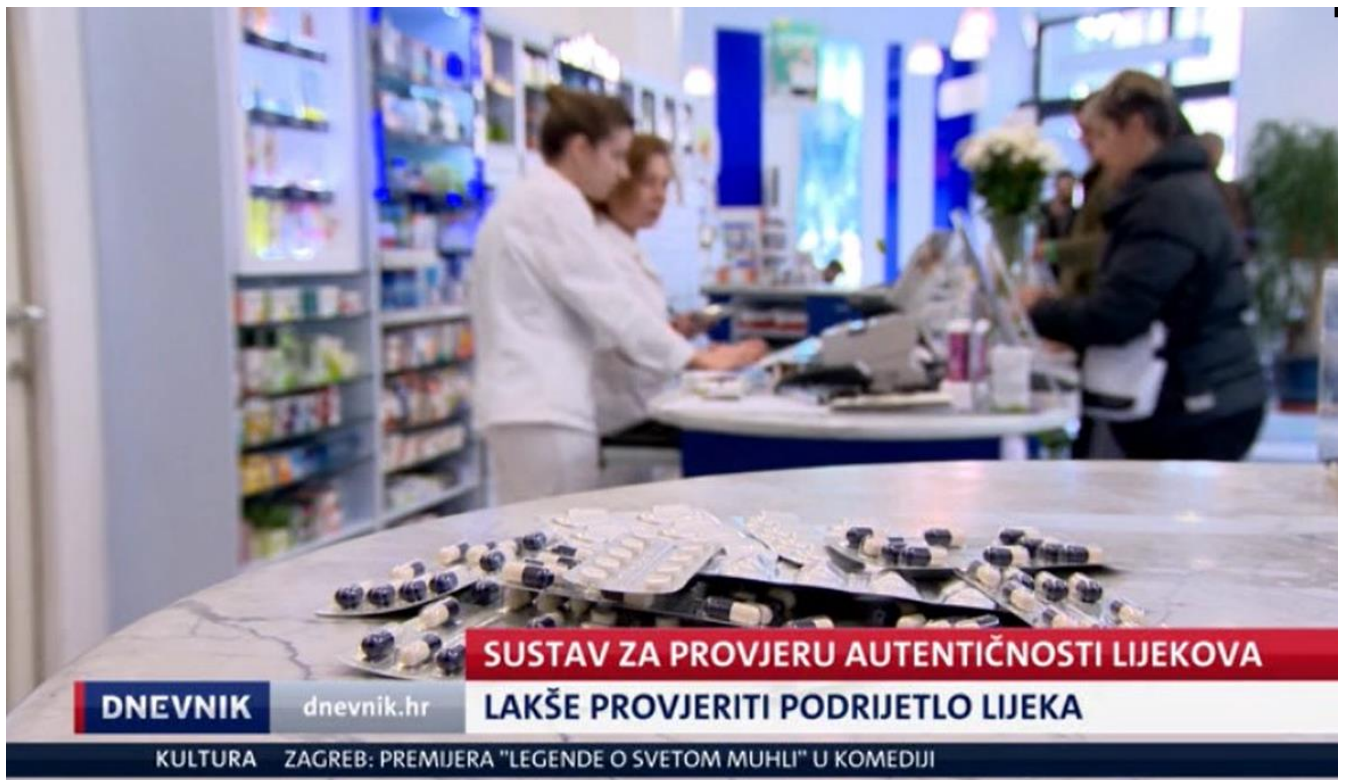 SUSTAV ZA PROVJERU AUTENTIČNOSTI LIJEKOVA
DNEVNIK dnevnik.hr LAKŠE PROVJERITI PODRIJETLO LIJEKA
KULTURA ZAGREB: PREMIJERA "LEGENDE O SVETOM MUHLI" U KOMEDIJI